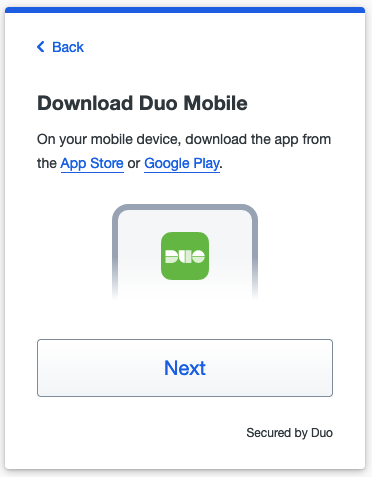 Back
Download Duo Mobile
On your mobile device, download the app from
the App Store or Google Play.
DUO
Next
Secured by Duo